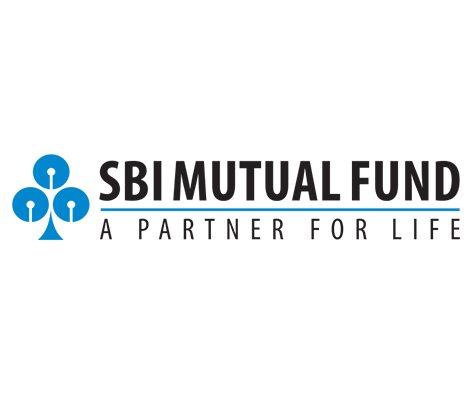 SBI MUTUAL FUND
A PARTNER FOR LIFE